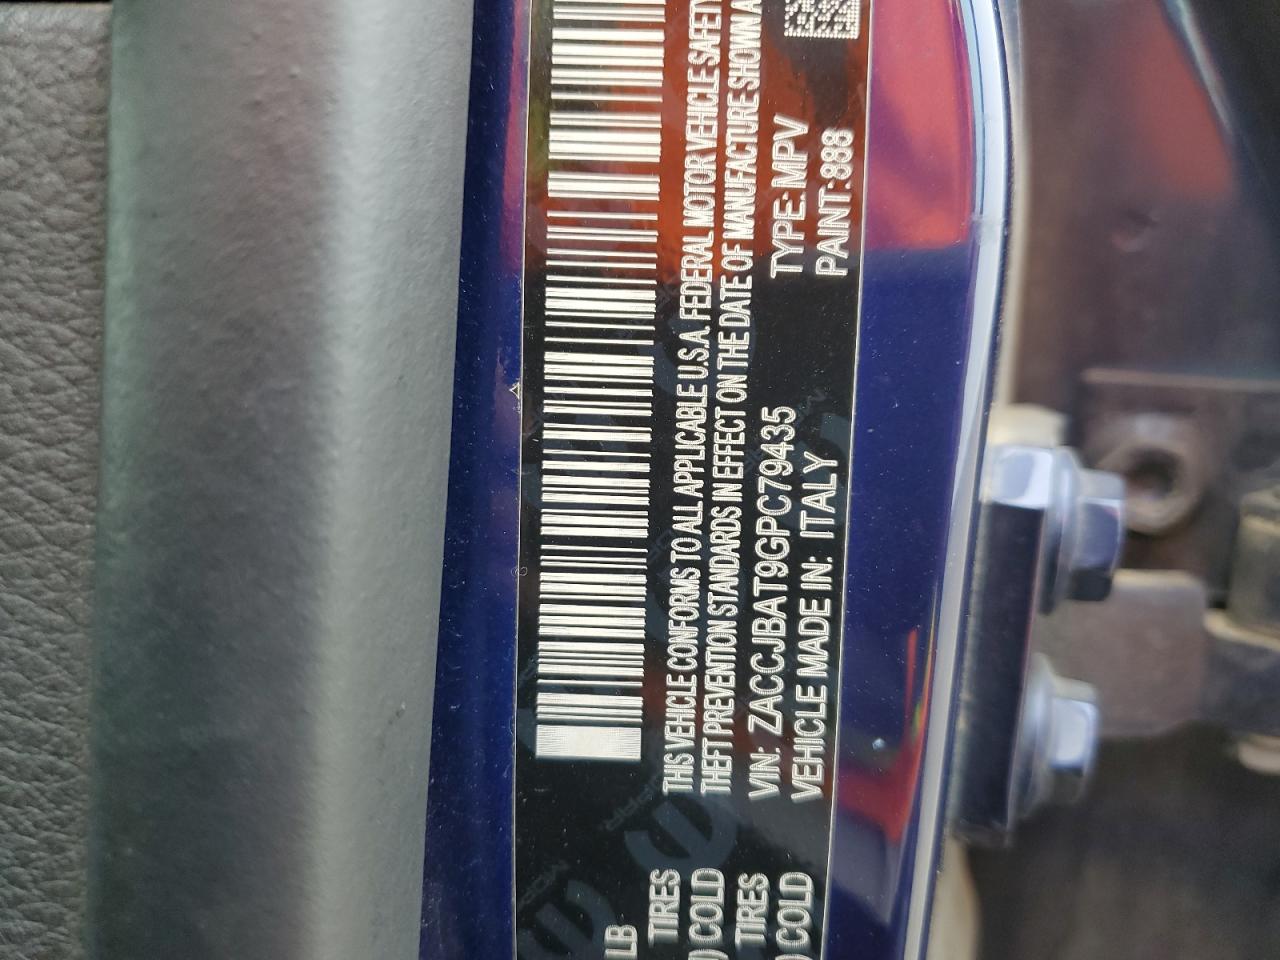 THIS VEHICLE CONFORMS TO ALL APPLICABLE U.S.A. FEDERAL MOTOR VEHICLE SAFETY
THEFT PREVENTION STANDARDS IN EFFECT ON THE DATE OF MANUFACTURE SHOWN A
VIN: ZACCJBAT9GPC79435 TYPE: MPV
VEHICLE MADE IN: ITALY PAINT: 888
LB
TIRES
COLD
TIRES
COLD